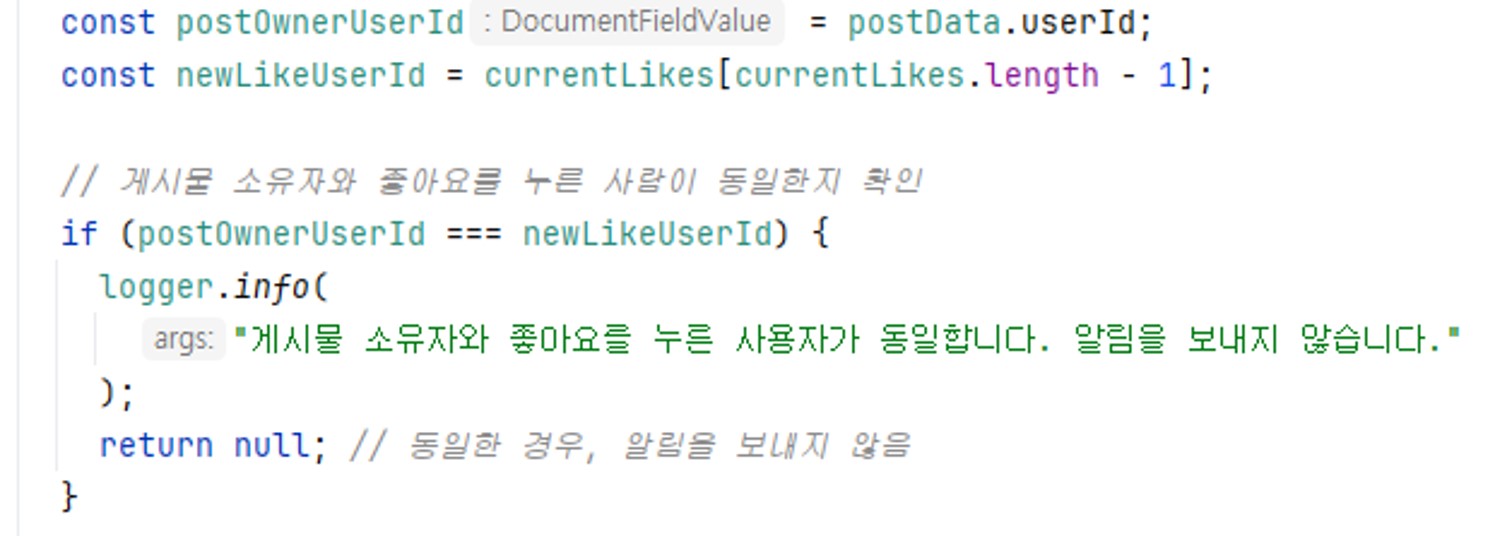 const postOwnerUserId : DocumentFieldValue = postData.userId;
const newLikeUserId = currentLikes[currentLikes.length - 1];
// 게시물 소유자와 좋아요를 누른 사람이 동일한지 확인
if (postOwnerUserId === newLikeUserId) {
logger.info(
args: "게시물 소유자와 좋아요를 누른 사용자가 동일합니다. 알림을 보내지 않습니다."
);
return null; // 동일한 경우, 알림을 보내지 않음
}